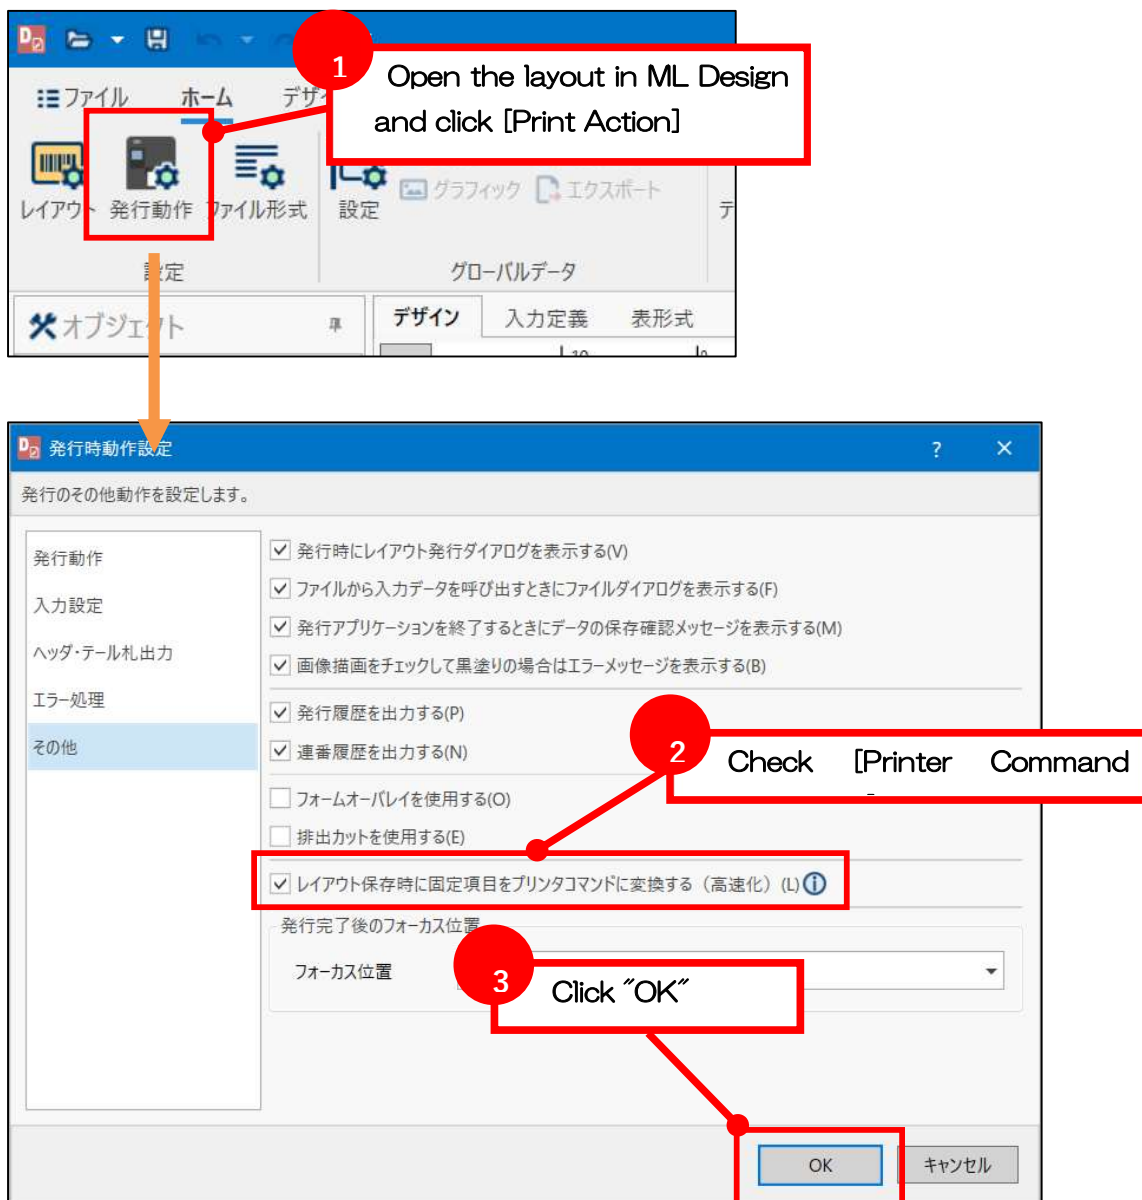 1
Open the layout in ML Design
and click [Print Action]
ファイル ホーム デザ
レイアウト 発行動作 ファイル形式 設定
グラフィック エクスポート
テ
設定 グローバルデータ
オブジェクト
デザイン 入力定義 表形式
10
発行時動作設定 ?
発行のその他動作を設定します。
発行動作
入力設定
ヘッダ・テール札出力
エラー処理
その他
発行時にレイアウト発行ダイアログを表示する(V)
ファイルから入力データを呼び出すときにファイルダイアログを表示する(F)
発行アプリケーションを終了するときにデータの保存確認メッセージを表示する(M)
画像描画をチェックして黒塗りの場合はエラーメッセージを表示する(B)
発行履歴を出力する(P)
連番履歴を出力する(N)
2
Check [Printer Command
フォームオーバレイを使用する(O)
排出カットを使用する(E)
レイアウト保存時に固定項目をプリンタコマンドに変換する（高速化）(L)
発行完了後のフォーカス位置
フォーカス位置
3
Click "OK"
OK キャンセル